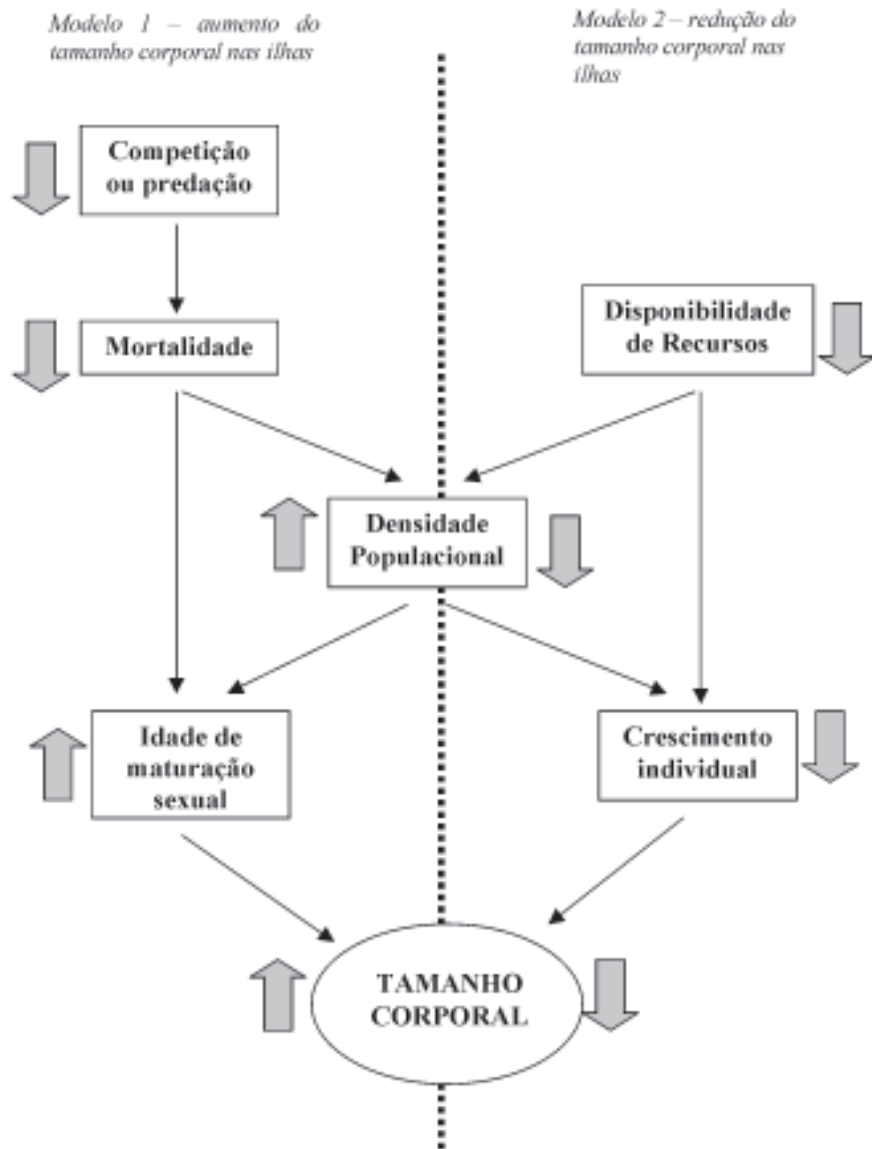 Modelo 1 – aumento do
tamanho corporal nas ilhas
Modelo 2 – redução do
tamanho corporal nas
ilhas
Competição
ou predação
Mortalidade
Disponibilidade
de Recursos
Densidade
Populacional
Idade de
maturação
sexual
Crescimento
individual
TAMANHO
CORPORAL